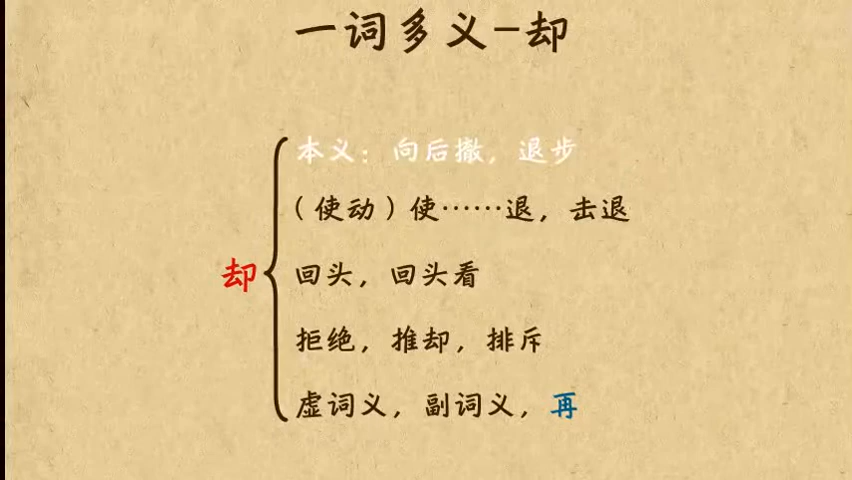 一词多义-却
本义：向后撤，退步
（使动）使……退，击退
却
回头，回头看
拒绝，推却，排斥
虚词义，副词义，再